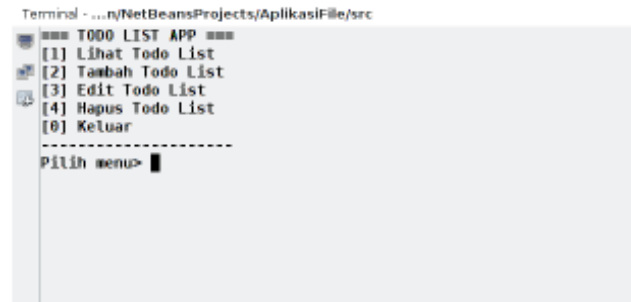 Terminal - ...n/NetBeansProjects/AplikasiFile/src
=== TODO LIST APP ===
[1] Lihat Todo List
[2] Tambah Todo List
[3] Edit Todo List
[4] Hapus Todo List
[0] Keluar
---------------------
Pilih menu>